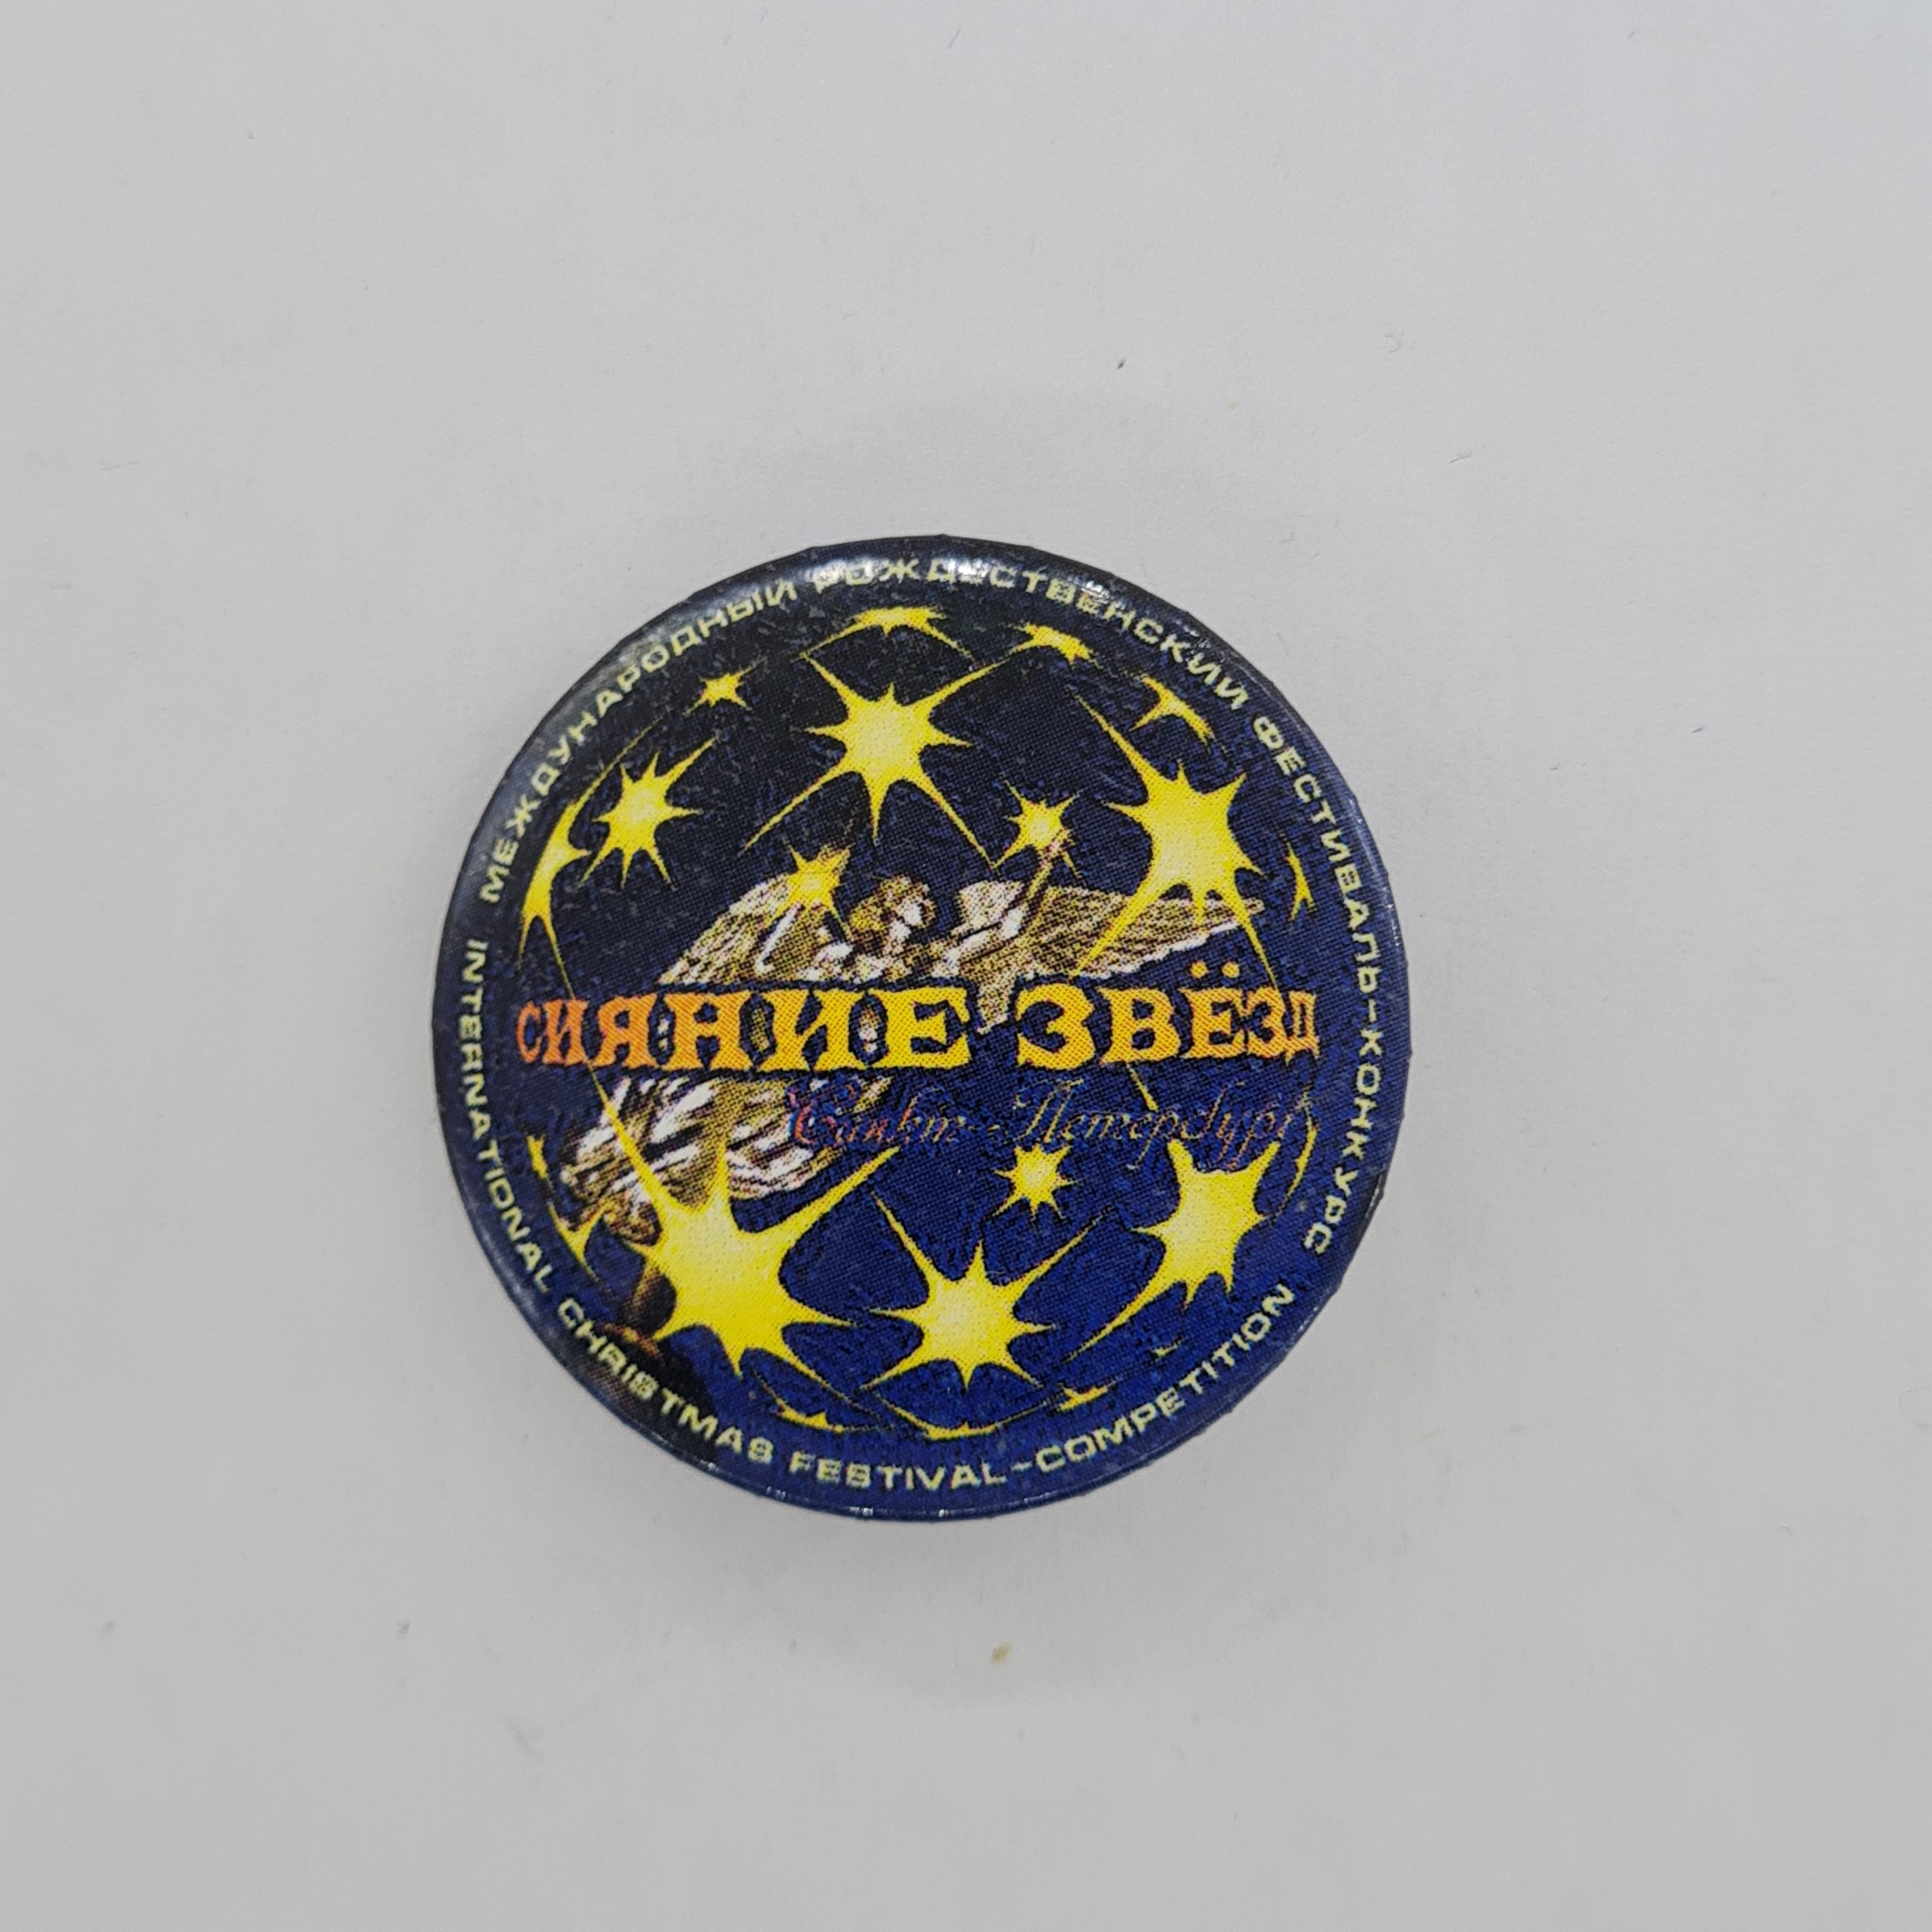 МЕЖДУНАРОДНЫЙ РОЖДЕСТВЕНСКИЙ ФЕСТИВАЛЬ-КОНКУРС
СИЯНИЕ ЗВЁЗД
Санкт-Петербург
INTERNATIONAL CHRISTMAS FESTIVAL-COMPETITION